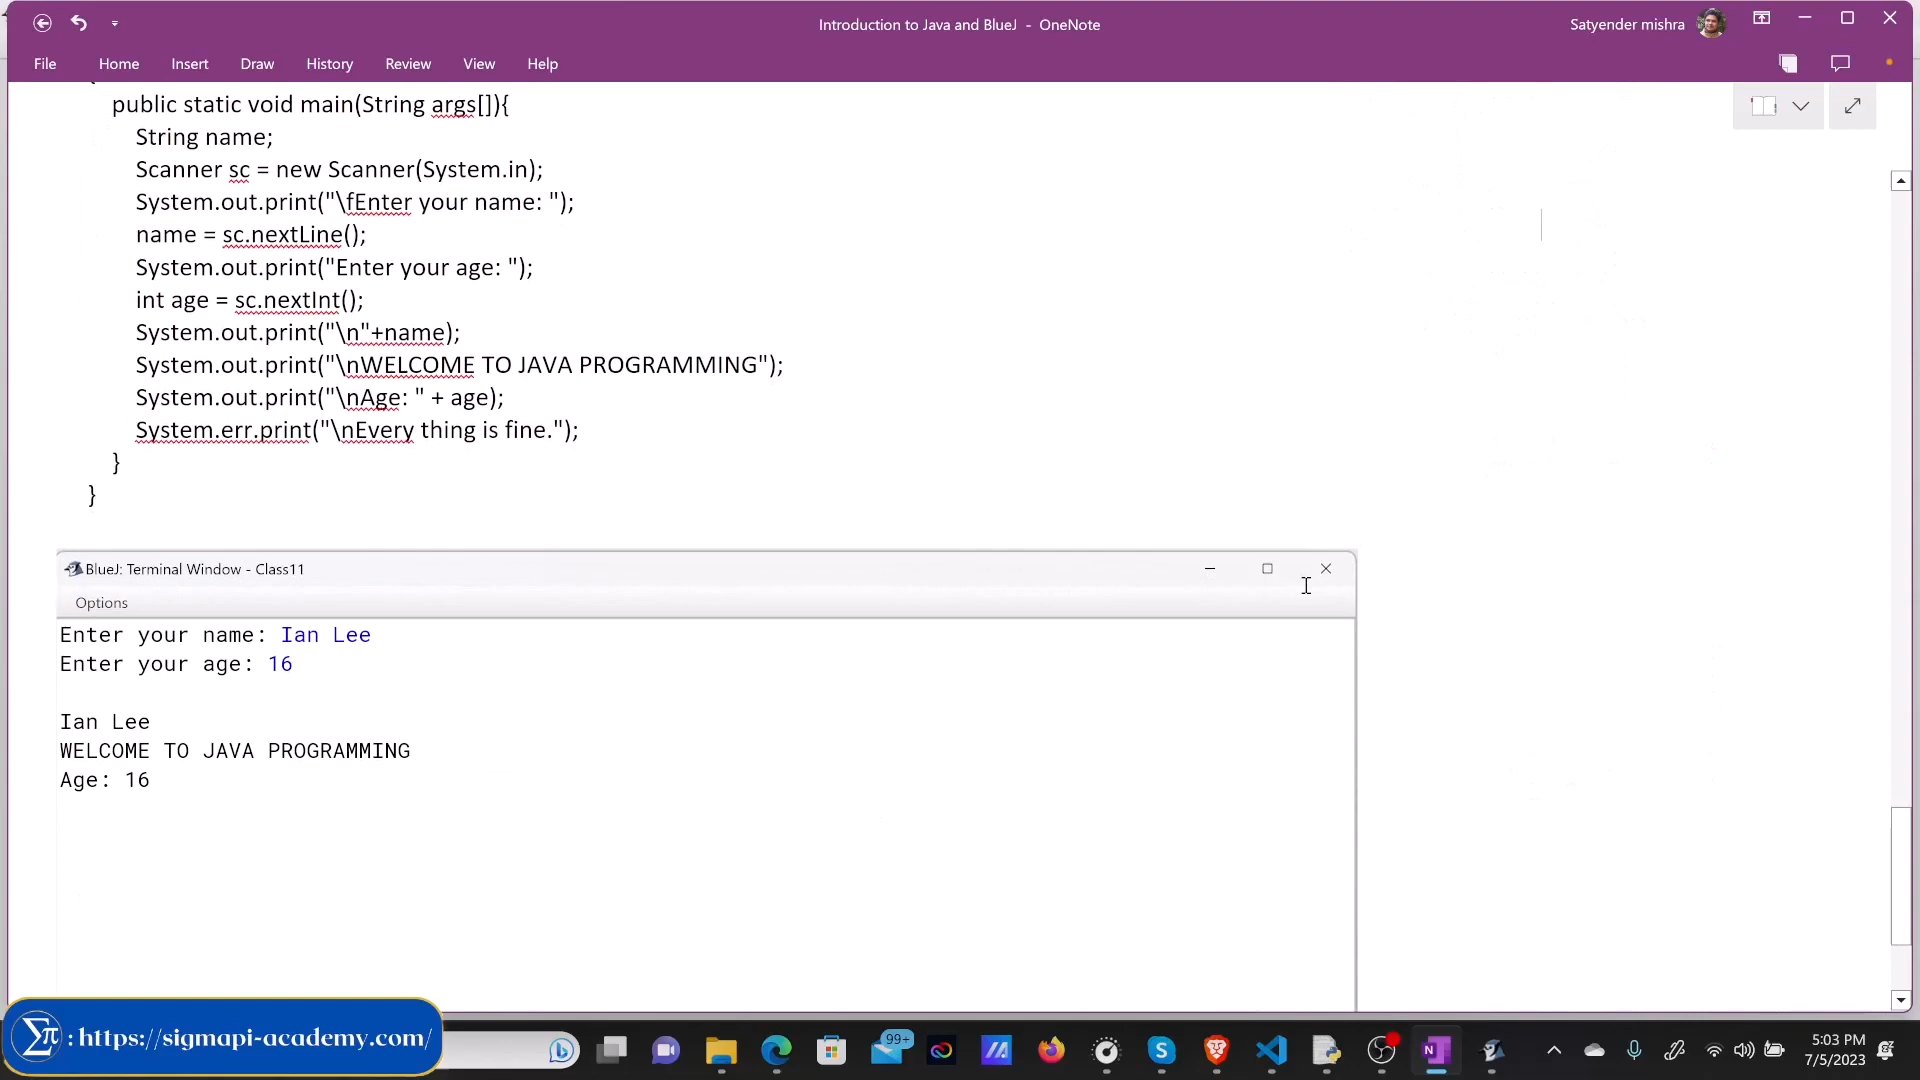 Introduction to Java and BlueJ - OneNote
Satyender mishra
File Home Insert Draw History Review View Help
public static void main(String args[]){
String name;
Scanner sc = new Scanner(System.in);
System.out.print("\fEnter your name: ");
name = sc.nextLine();
System.out.print("Enter your age: ");
int age = sc.nextInt();
System.out.print("\n"+name);
System.out.print("\nWELCOME TO JAVA PROGRAMMING");
System.out.print("\nAge: " + age);
System.err.print("\nEvery thing is fine.");
}
}
BlueJ: Terminal Window - Class11
Options
Enter your name: Ian Lee
Enter your age: 16
Ian Lee
WELCOME TO JAVA PROGRAMMING
Age: 16
Σπ : https://sigmapi-academy.com/
99+
5:03 PM
7/5/2023